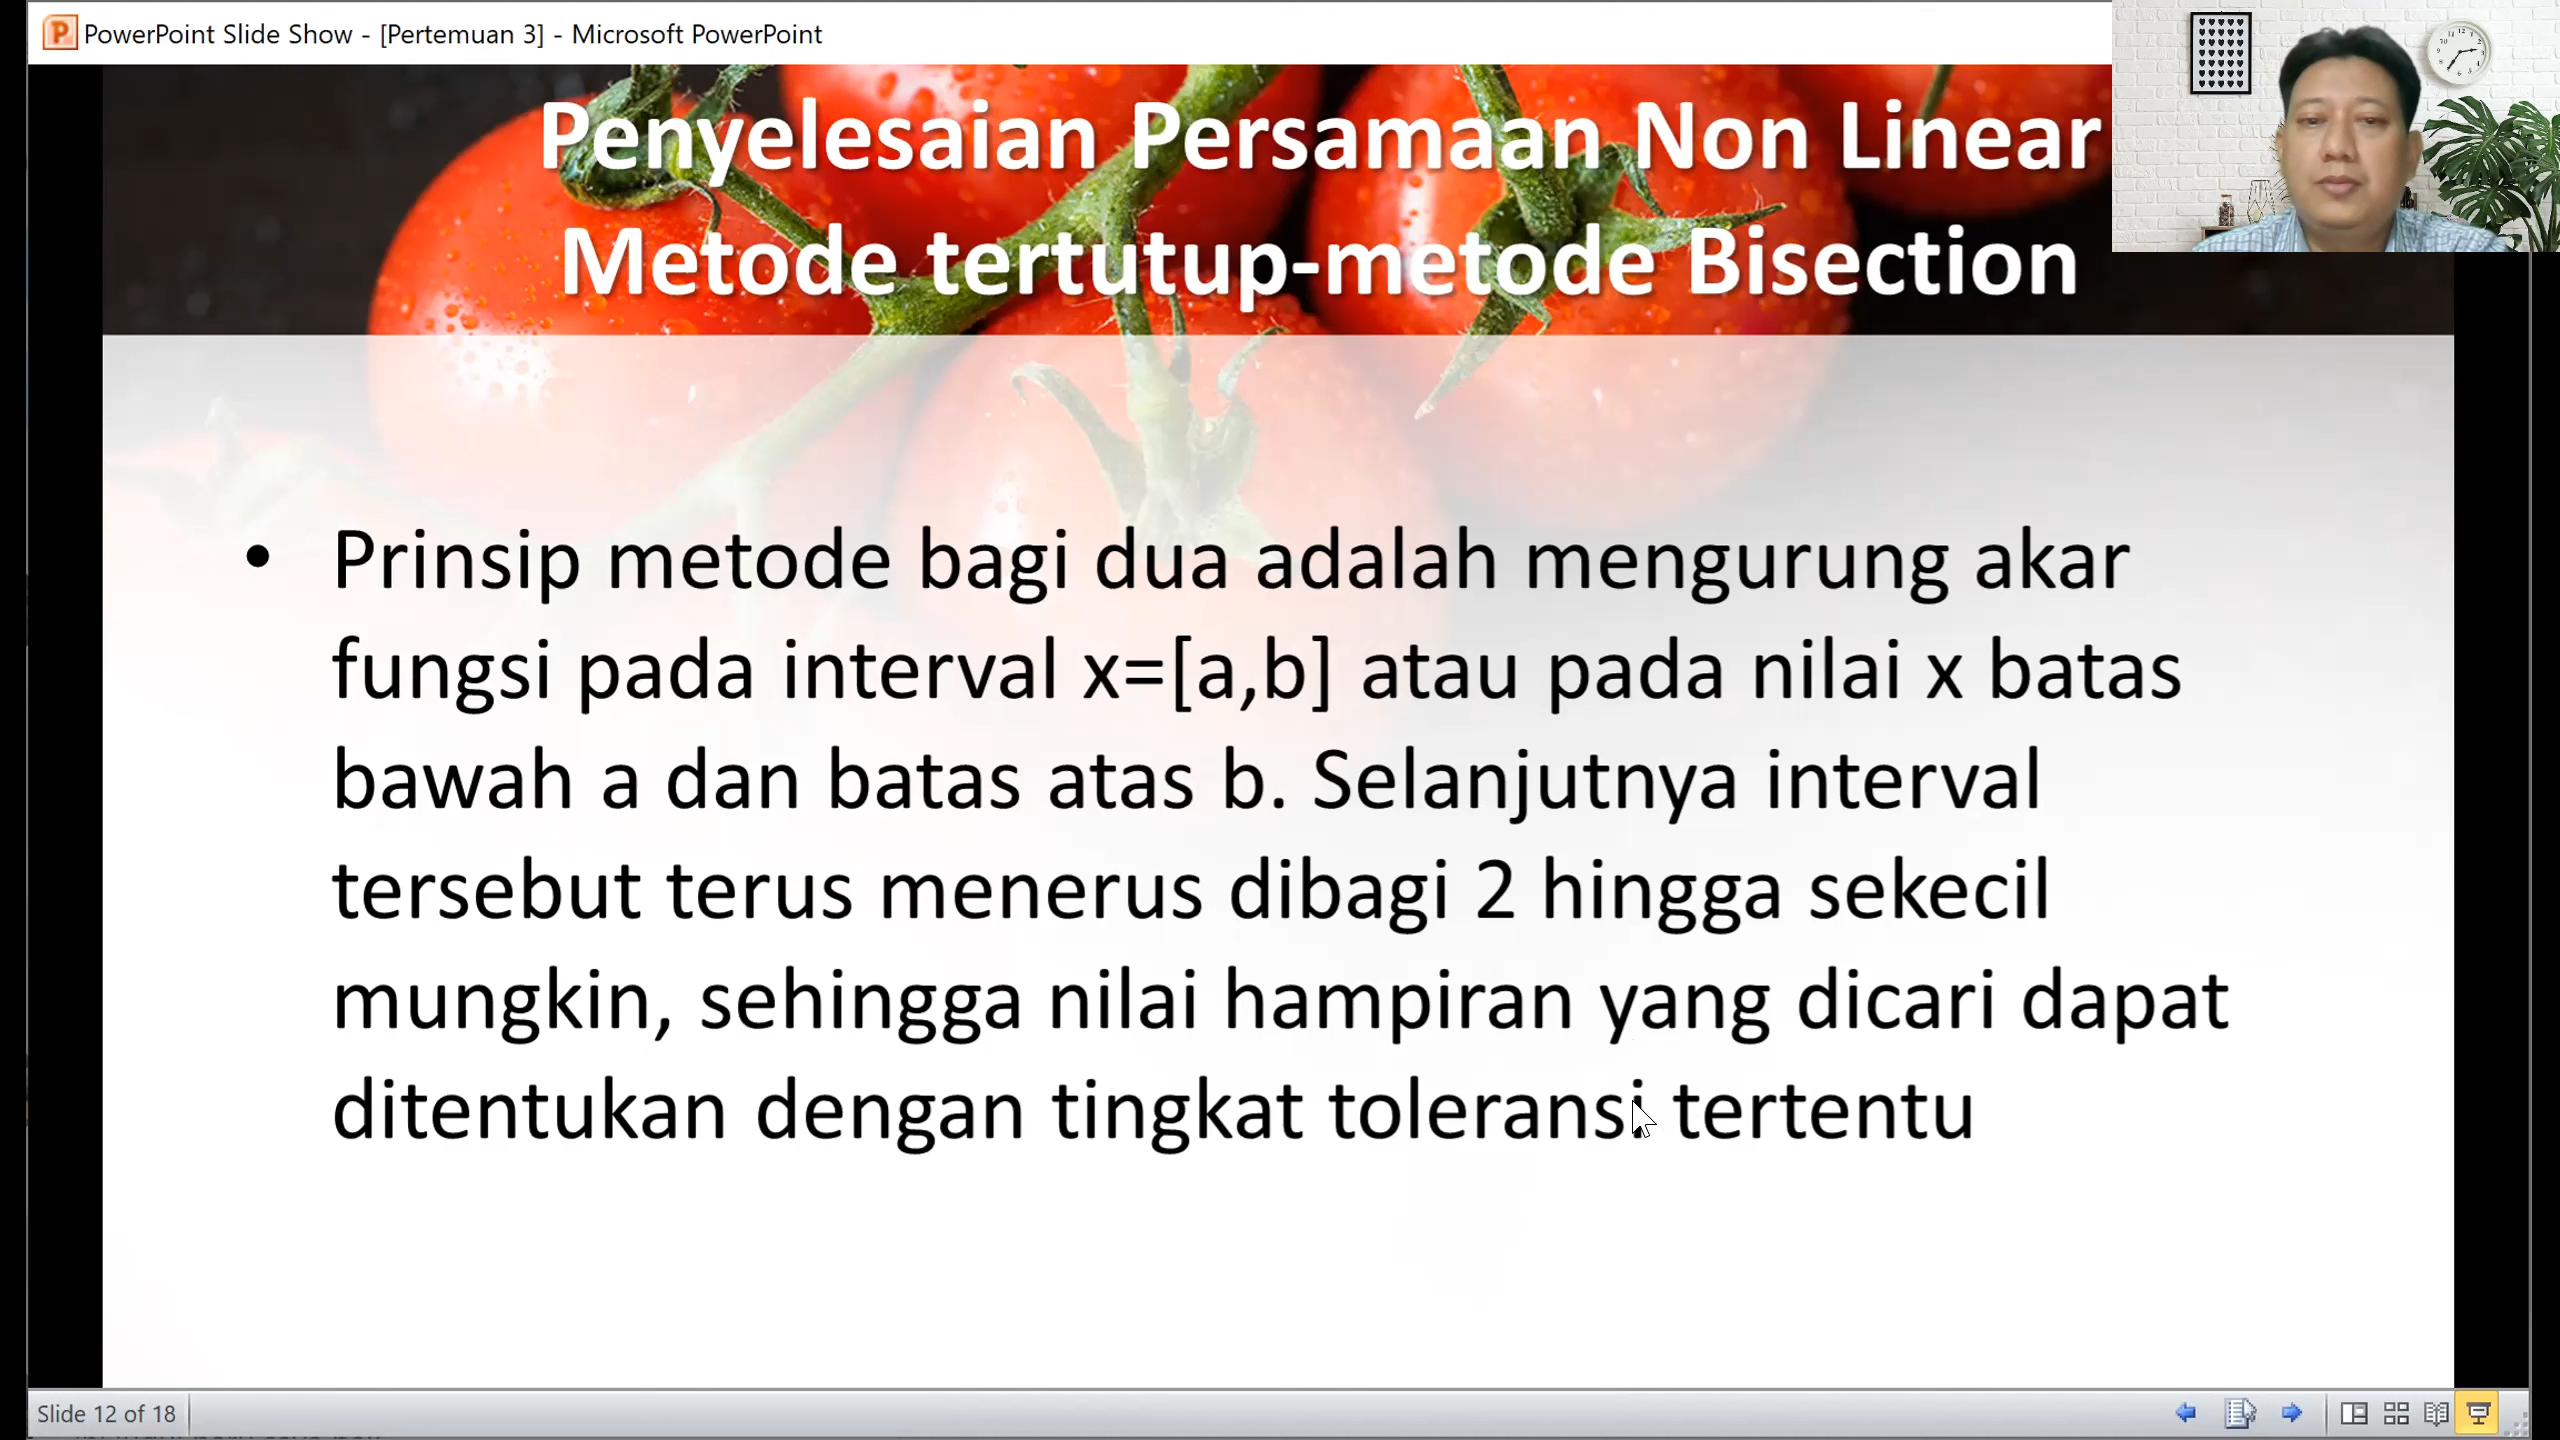 PowerPoint Slide Show - [Pertemuan 3] - Microsoft PowerPoint
Penyelesaian Persamaan Non Linear
Metode tertutup-metode Bisection
• Prinsip metode bagi dua adalah mengurung akar
fungsi pada interval x=[a,b] atau pada nilai x batas
bawah a dan batas atas b. Selanjutnya interval
tersebut terus menerus dibagi 2 hingga sekecil
mungkin, sehingga nilai hampiran yang dicari dapat
ditentukan dengan tingkat toleransi tertentu
Slide 12 of 18